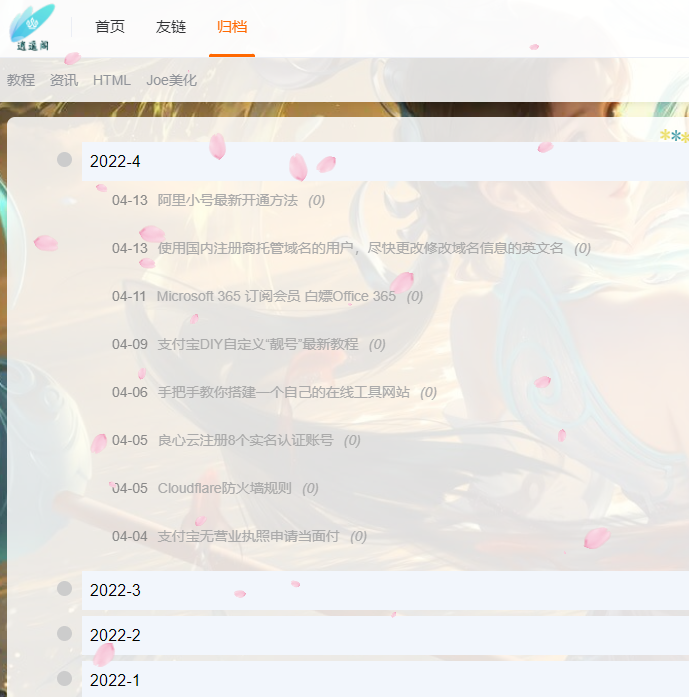 逍遥阁
首页 友链 归档
教程 资讯 HTML Joe美化
2022-4
04-13 阿里小号最新开通方法 (0)
04-13 使用国内注册商托管域名的用户，尽快更改修改域名信息的英文名 (0)
04-11 Microsoft 365 订阅会员 白嫖Office 365 (0)
04-09 支付宝DIY自定义“靓号”最新教程 (0)
04-06 手把手教你搭建一个自己的在线工具网站 (0)
04-05 良心云注册8个实名认证账号 (0)
04-05 Cloudflare防火墙规则 (0)
04-04 支付宝无营业执照申请当面付 (0)
2022-3
2022-2
2022-1